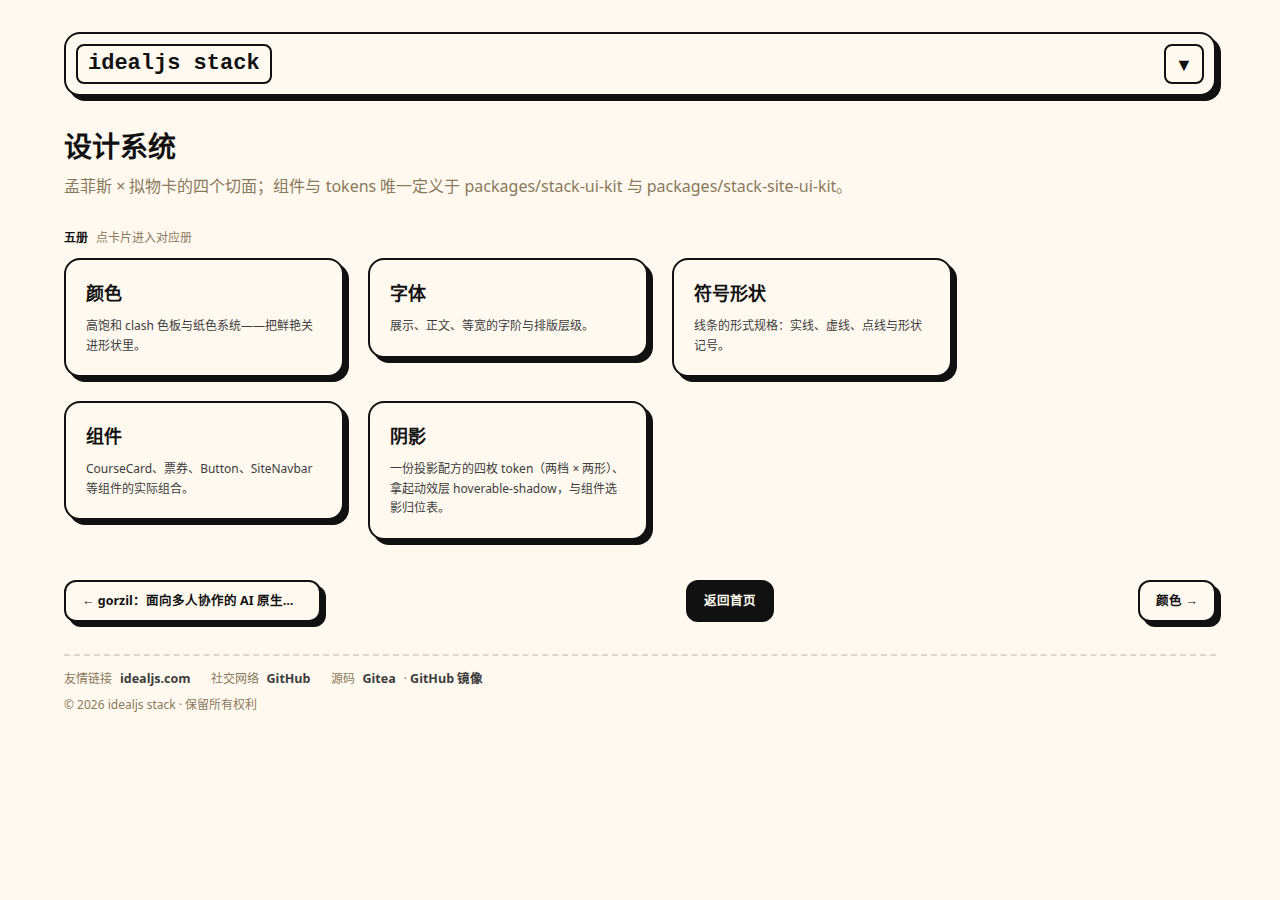 idealjs stack
▼
设计系统
孟菲斯 × 拟物卡的四个切面；组件与 tokens 唯一定义于 packages/stack-ui-kit 与 packages/stack-site-ui-kit。
五册 点卡片进入对应册
颜色
高饱和 clash 色板与纸色系统——把鲜艳关
进形状里。
字体
展示、正文、等宽的字阶与排版层级。
符号形状
线条的形式规格：实线、虚线、点线与形状
记号。
组件
CourseCard、票券、Button、SiteNavbar
等组件的实际组合。
阴影
一份投影配方的四枚 token（两档 × 两形）、
拿起动效层 hoverable-shadow，与组件选
影归位表。
← gorzil：面向多人协作的 AI 原生…
返回首页
颜色 →
友情链接 idealjs.com 社交网络 GitHub 源码 Gitea · GitHub 镜像
© 2026 idealjs stack · 保留所有权利